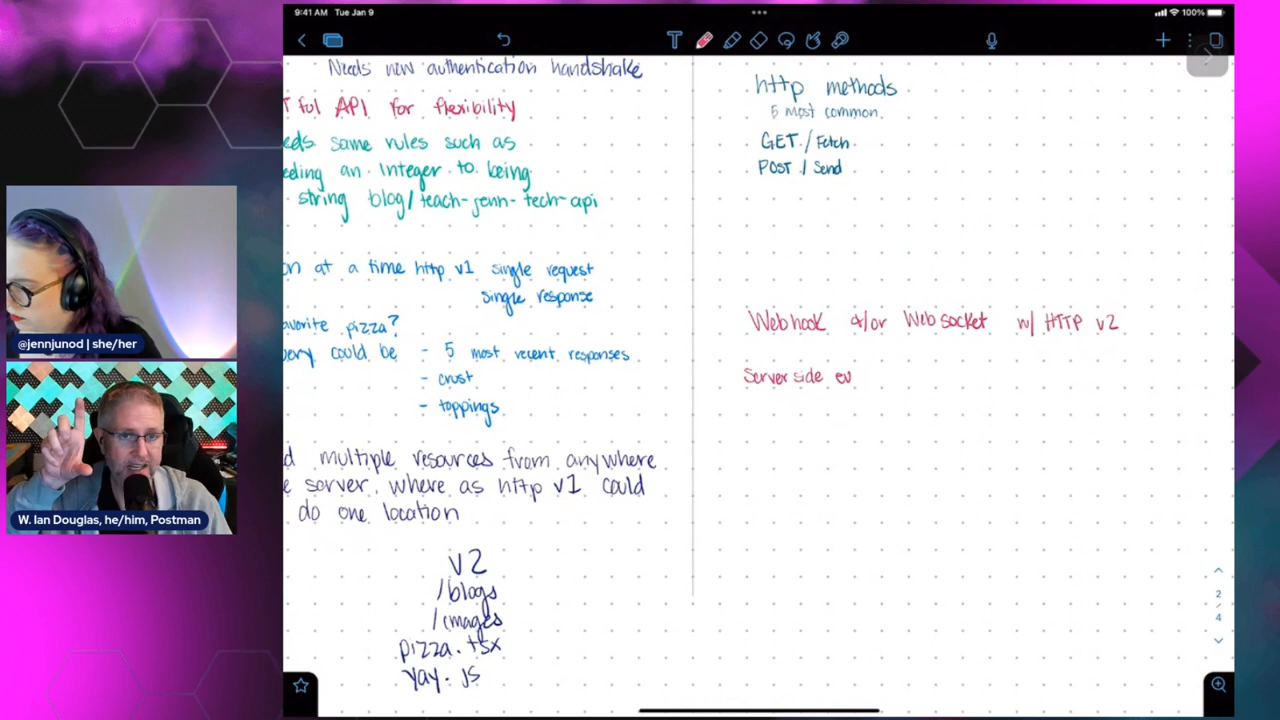 9:41 AM Tue Jan 9
100%
Needs new authentication handshake
ful API for flexibility
same rules such as
an Integer to being
string blog/teach-jenn-tech-api
on at a time http v1 single request
single response
pizza?
could be - 5 most recent responses
- crust
- toppings
multiple resources from anywhere
server, where as http v1 could
do one location
v2
/blogs
/images
pizza.tsx
yay.js
http methods
5 most common
GET / Fetch
POST / Send
Webhook &/or Websocket w/ HTTP v2
Server side ev
2
/
4
@jennjunod | she/her
W. Ian Douglas, he/him, Postman